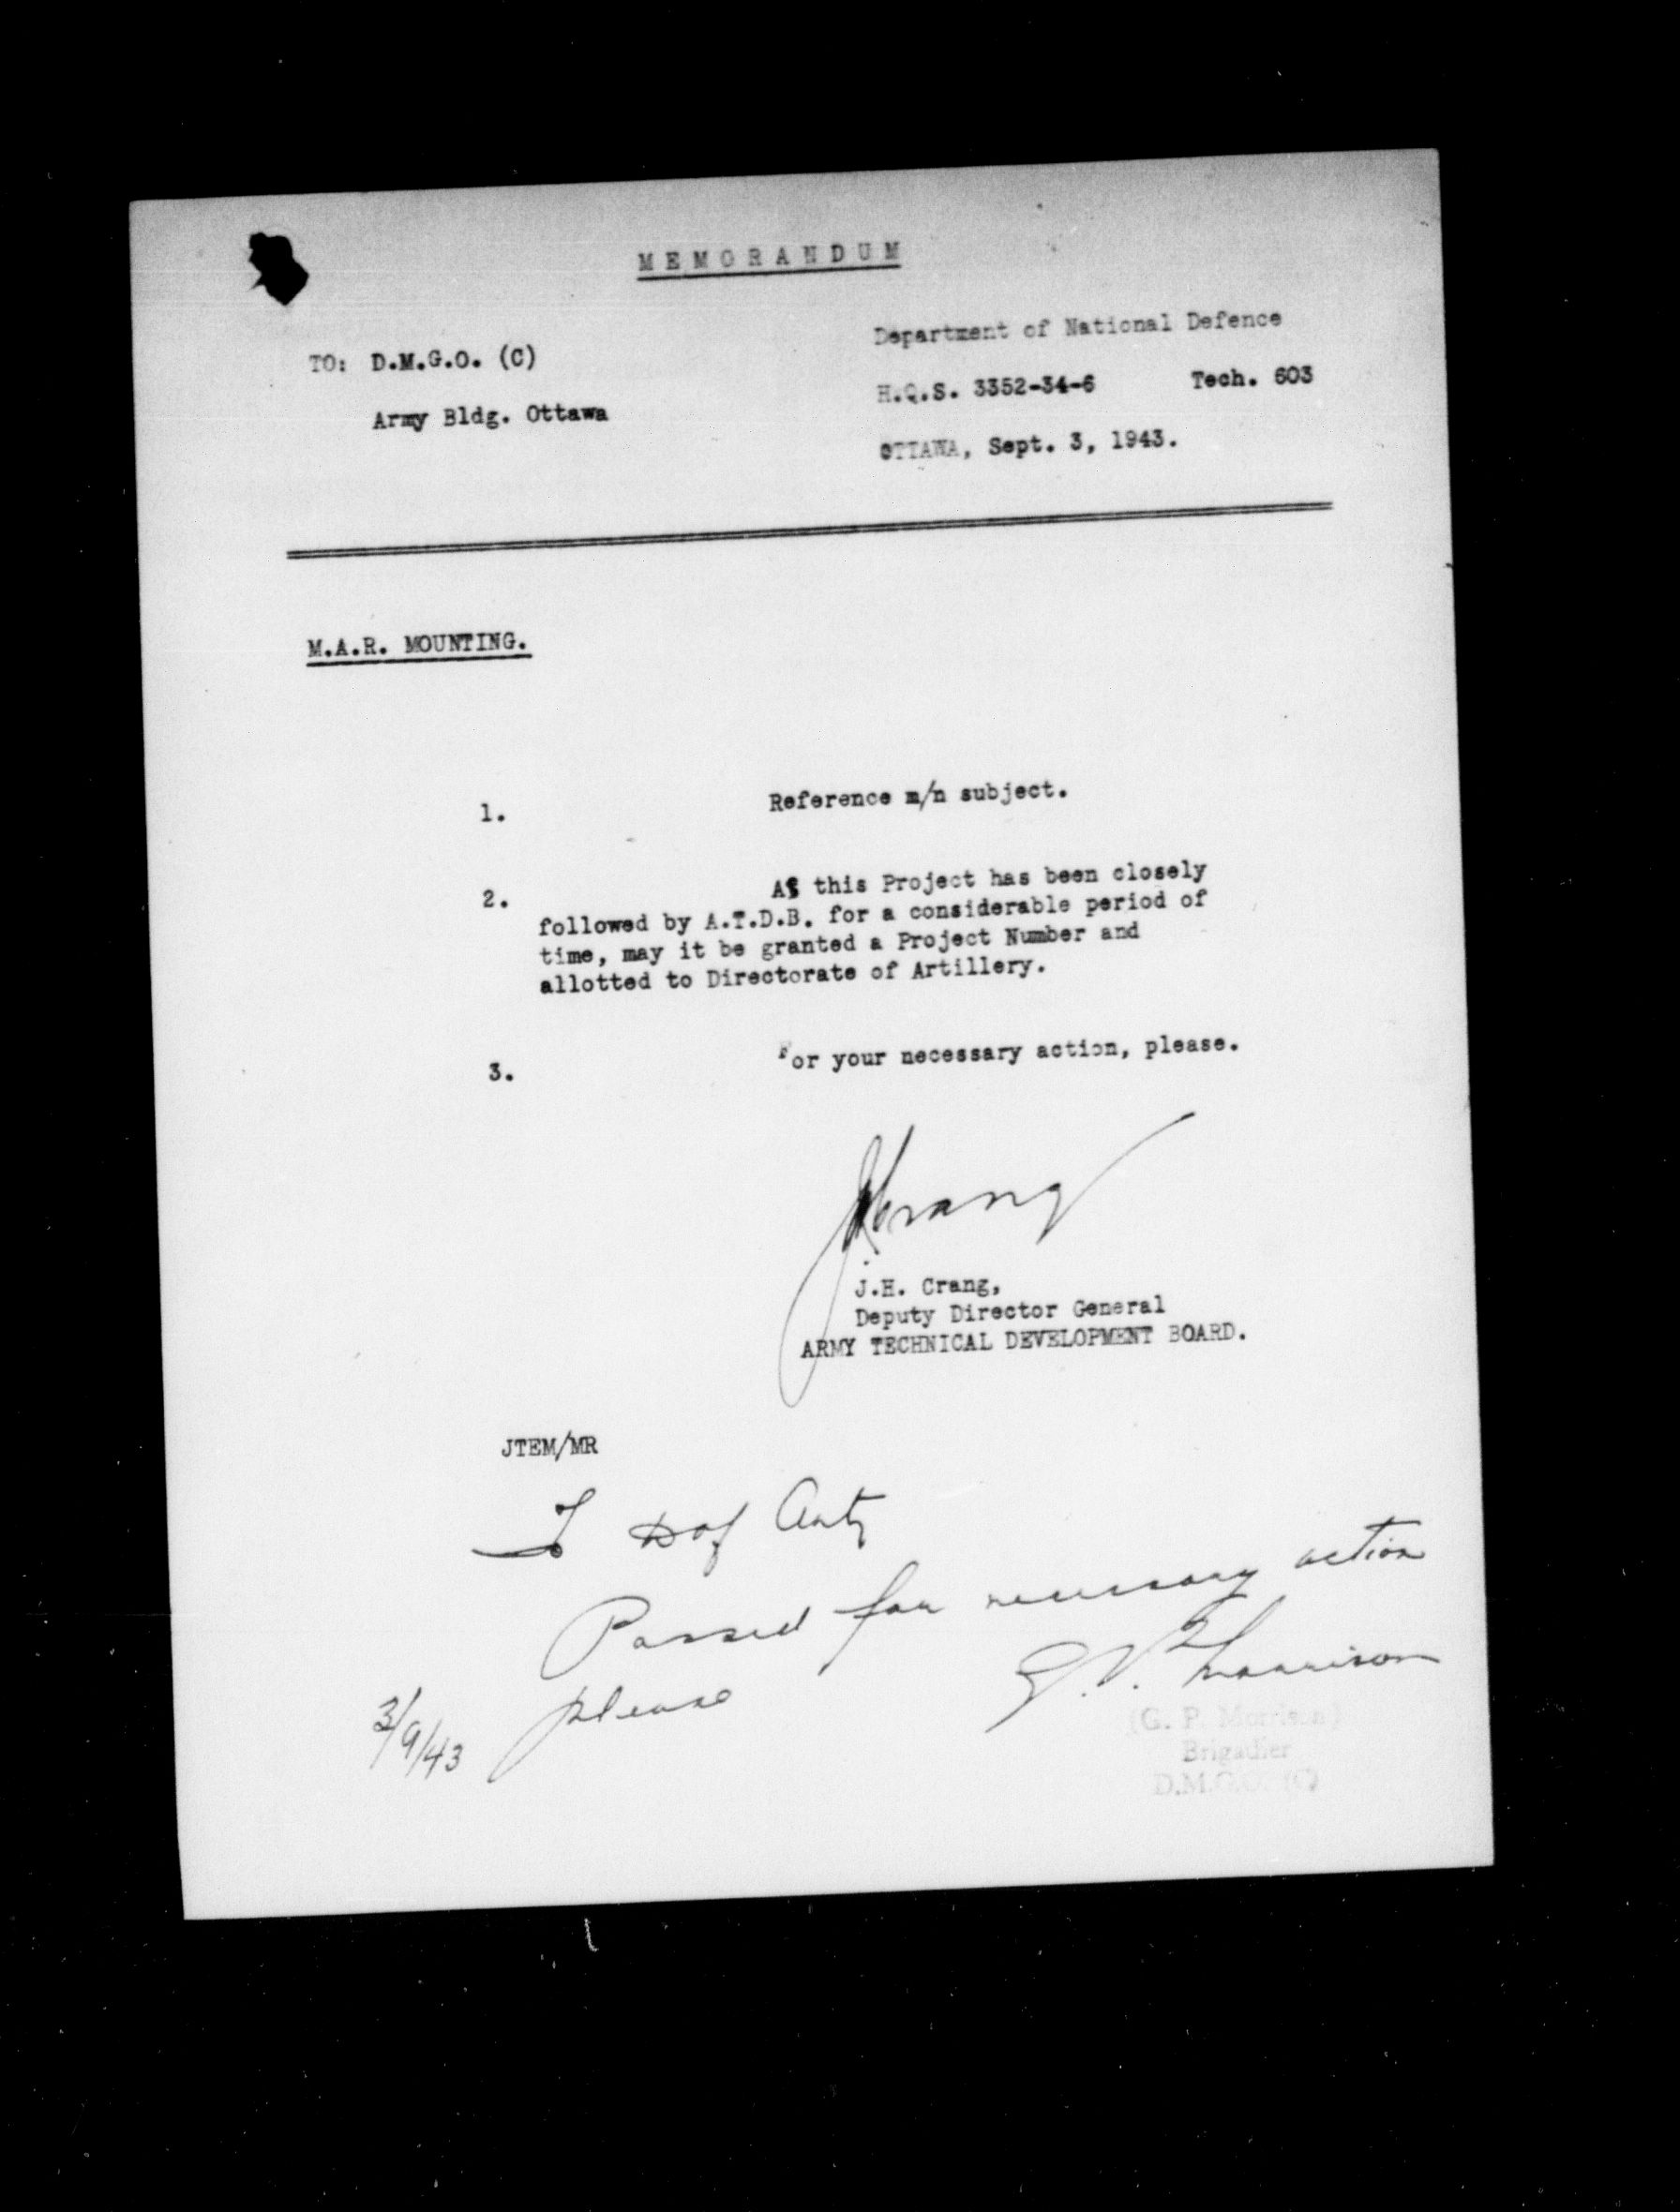 MEMORANDUM
TO: D.M.G.O. (C)
Army Bldg. Ottawa
Department of National Defence
H.Q.S. 3352-34-6 Tech. 603
OTTAWA, Sept. 3, 1943.
M.A.R. MOUNTING.
1. Reference m/n subject.
2. As this Project has been closely
followed by A.T.D.B. for a considerable period of
time, may it be granted a Project Number and
allotted to Directorate of Artillery.
3. For your necessary action, please.
J.H. Crang
J.H. Crang,
Deputy Director General
ARMY TECHNICAL DEVELOPMENT BOARD.
JTEM/MR
D of Arty
Passed for necessary action
please
G. P. Morrison
3/9/43
(G. P. Morrison)
Brigadier
D.M.G.O. (C)